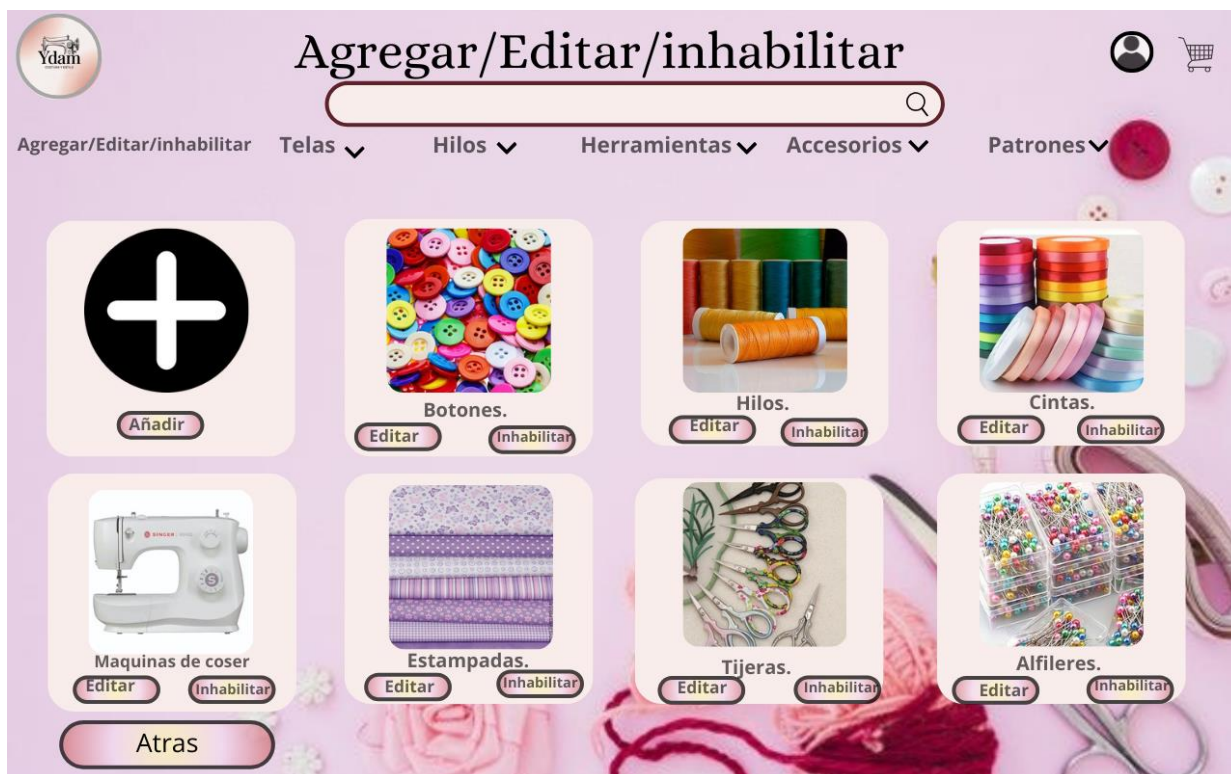 Ydam
Agregar/Editar/inhabilitar
Agregar/Editar/inhabilitar Telas Hilos Herramientas Accesorios Patrones
Añadir
Botones.
Editar Inhabilitar
Hilos.
Editar Inhabilitar
Cintas.
Editar Inhabilitar
SINGER
Maquinas de coser
Editar Inhabilitar
Estampadas.
Editar Inhabilitar
Tijeras.
Editar Inhabilitar
Alfileres.
Editar Inhabilitar
Atras